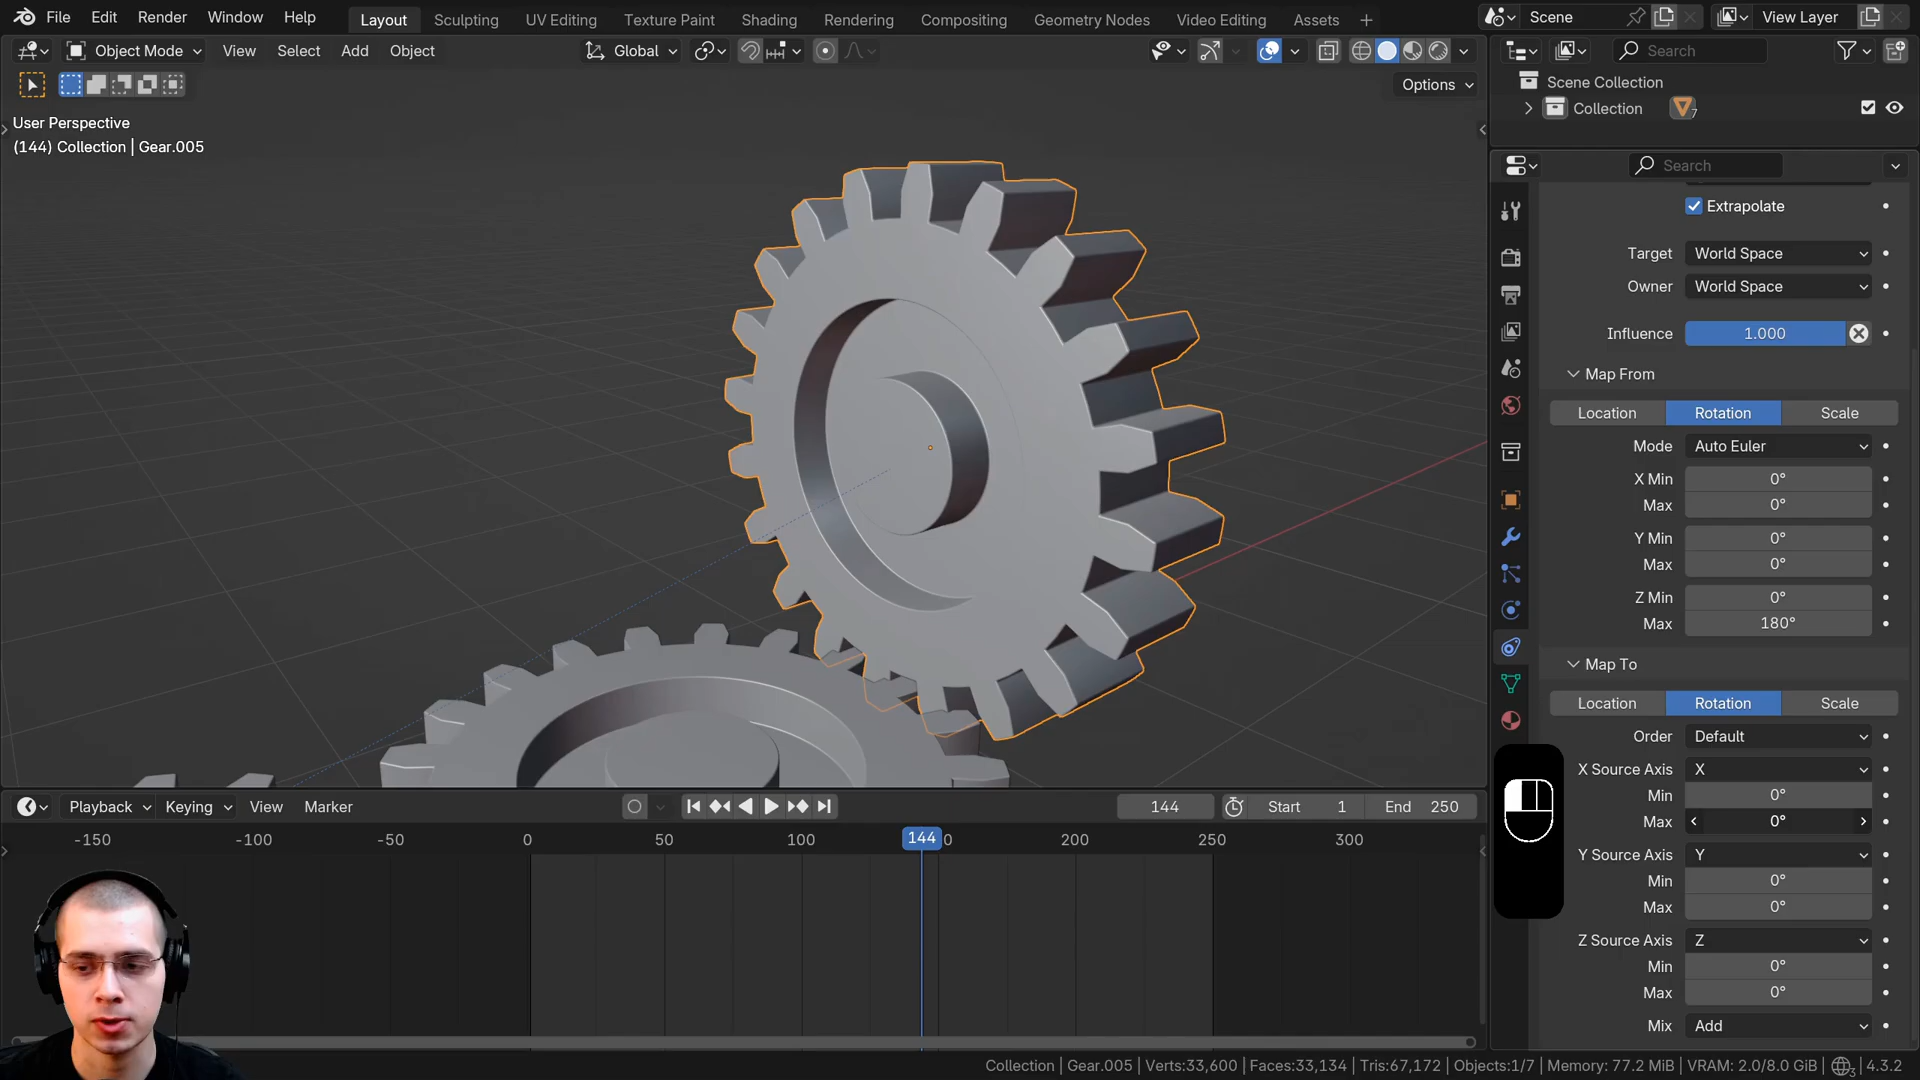 File Edit Render Window Help Layout Sculpting UV Editing Texture Paint Shading Rendering Compositing Geometry Nodes Video Editing Assets + Scene View Layer
Object Mode View Select Add Object Global Search
Options
Scene Collection
Collection 7
User Perspective
(144) Collection | Gear.005
Search
Extrapolate
Target World Space
Owner World Space
Influence 1.000
Map From
Location Rotation Scale
Mode Auto Euler
X Min 0°
Max 0°
Y Min 0°
Max 0°
Z Min 0°
Max 180°
Map To
Location Rotation Scale
Order Default
X Source Axis X
Min 0°
Max 0°
Y Source Axis Y
Min 0°
Max 0°
Z Source Axis Z
Min 0°
Max 0°
Mix Add
Playback Keying View Marker 144 Start 1 End 250
-150 -100 -50 0 50 100 144 0 200 250 300
Collection | Gear.005 | Verts:33,600 | Faces:33,134 | Tris:67,172 | Objects:1/7 | Memory: 77.2 MiB | VRAM: 2.0/8.0 GiB | 3 | 4.3.2